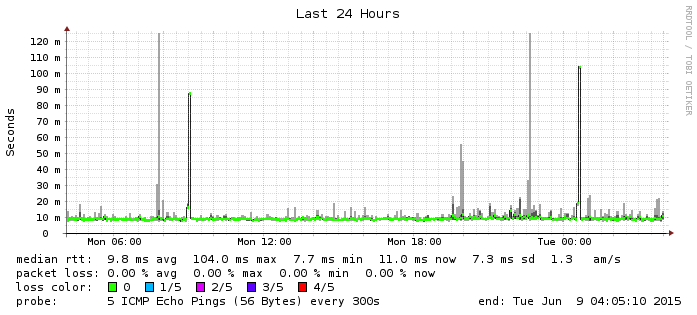 Last 24 Hours
RRDTOOL / TOBI OETIKER
Seconds
120 m
110 m
100 m
90 m
80 m
70 m
60 m
50 m
40 m
30 m
20 m
10 m
0
Mon 06:00 Mon 12:00 Mon 18:00 Tue 00:00
median rtt: 9.8 ms avg 104.0 ms max 7.7 ms min 11.0 ms now 7.3 ms sd 1.3 am/s
packet loss: 0.00 % avg 0.00 % max 0.00 % min 0.00 % now
loss color: 0 1/5 2/5 3/5 4/5
probe: 5 ICMP Echo Pings (56 Bytes) every 300s end: Tue Jun 9 04:05:10 2015